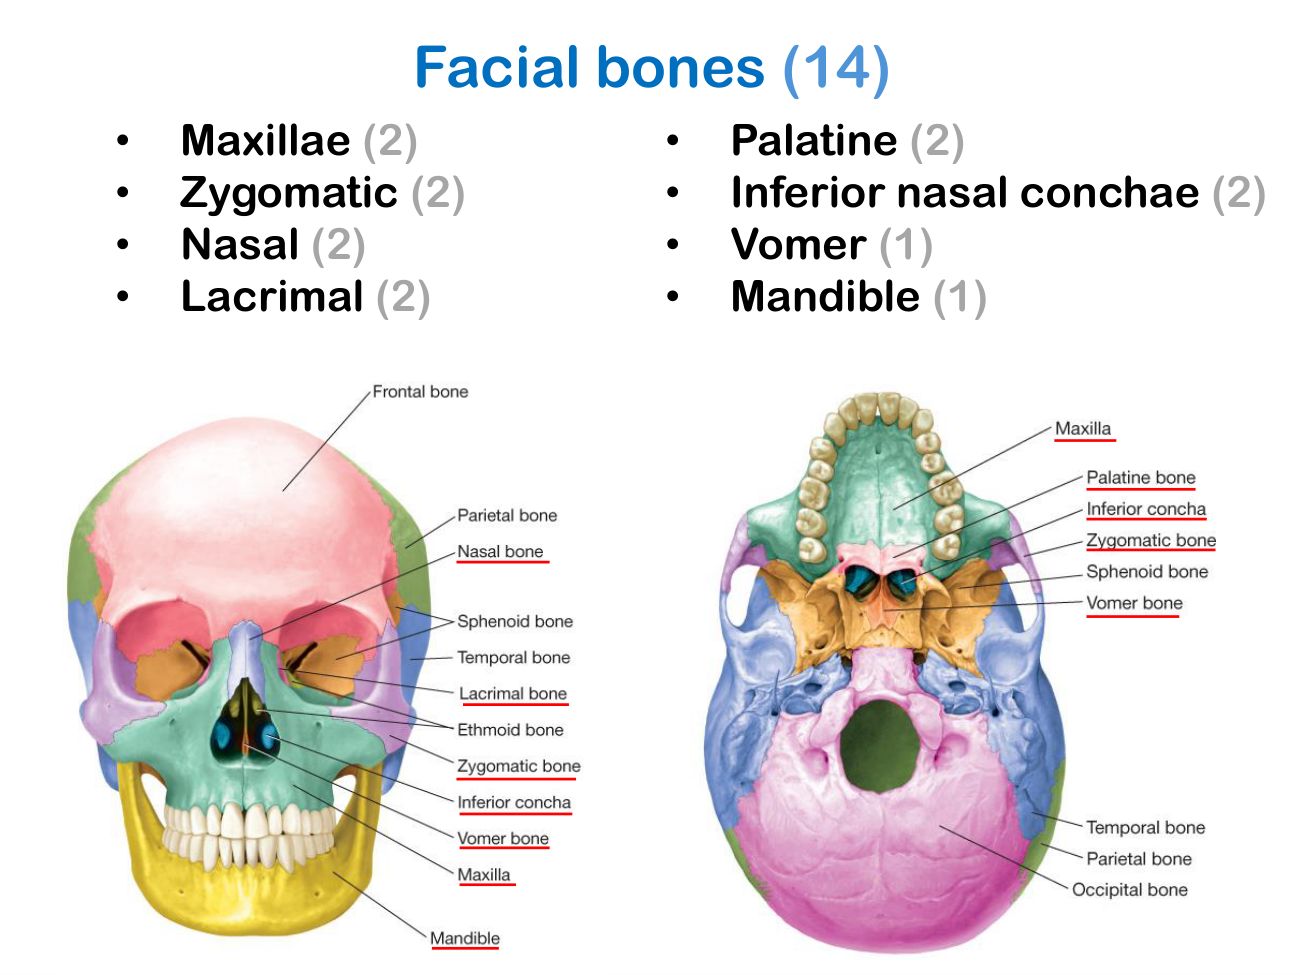 Facial bones (14)
• Maxillae (2)
• Zygomatic (2)
• Nasal (2)
• Lacrimal (2)
• Palatine (2)
• Inferior nasal conchae (2)
• Vomer (1)
• Mandible (1)
Frontal bone
Parietal bone
Nasal bone
Sphenoid bone
Temporal bone
Lacrimal bone
Ethmoid bone
Zygomatic bone
Inferior concha
Vomer bone
Maxilla
Mandible
Maxilla
Palatine bone
Inferior concha
Zygomatic bone
Sphenoid bone
Vomer bone
Temporal bone
Parietal bone
Occipital bone